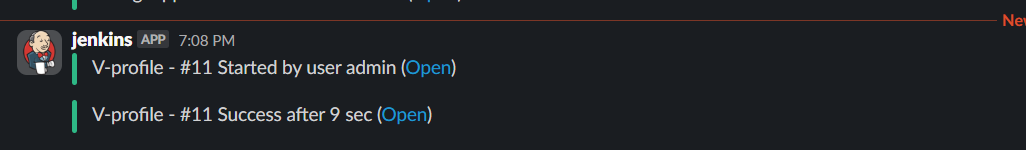 New
jenkins APP 7:08 PM
V-profile - #11 Started by user admin (Open)
V-profile - #11 Success after 9 sec (Open)